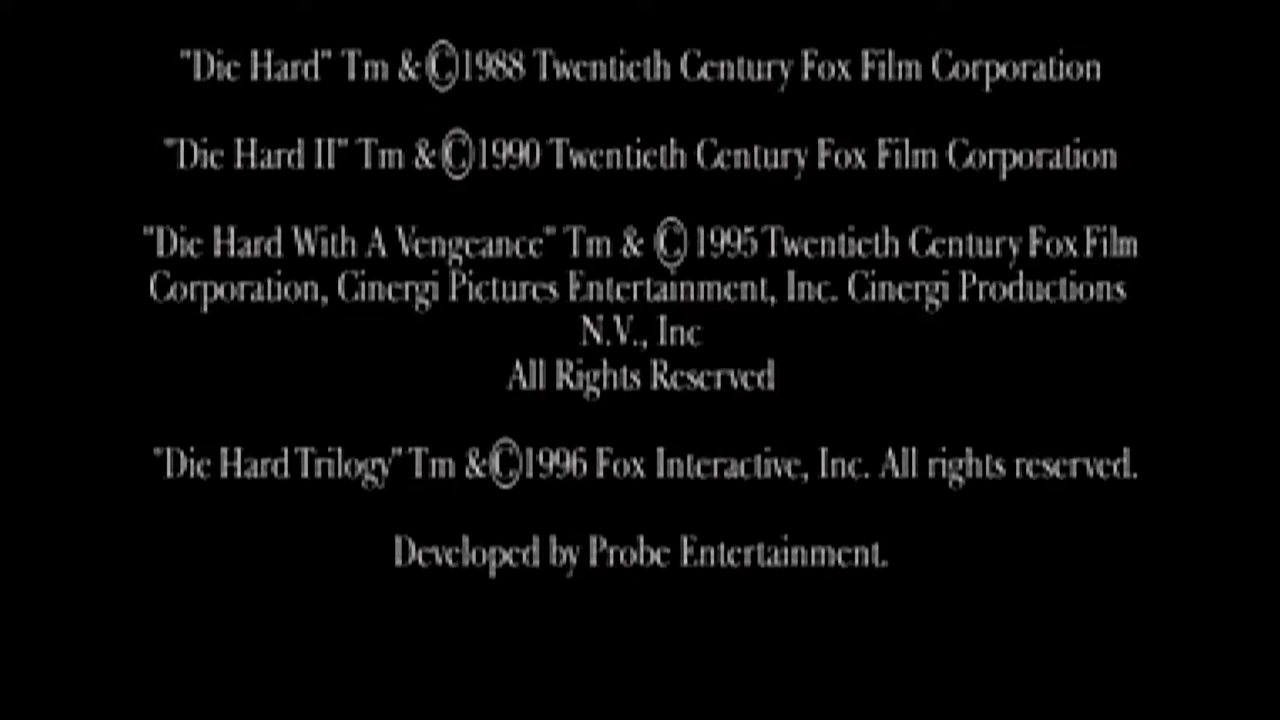 "Die Hard" Tm & ©1988 Twentieth Century Fox Film Corporation
"Die Hard II" Tm & ©1990 Twentieth Century Fox Film Corporation
"Die Hard With A Vengeance" Tm & © 1995 Twentieth Century Fox Film
Corporation, Cinergi Pictures Entertainment, Inc. Cinergi Productions
N.V., Inc
All Rights Reserved
"Die Hard Trilogy" Tm &©1996 Fox Interactive, Inc. All rights reserved.
Developed by Probe Entertainment.